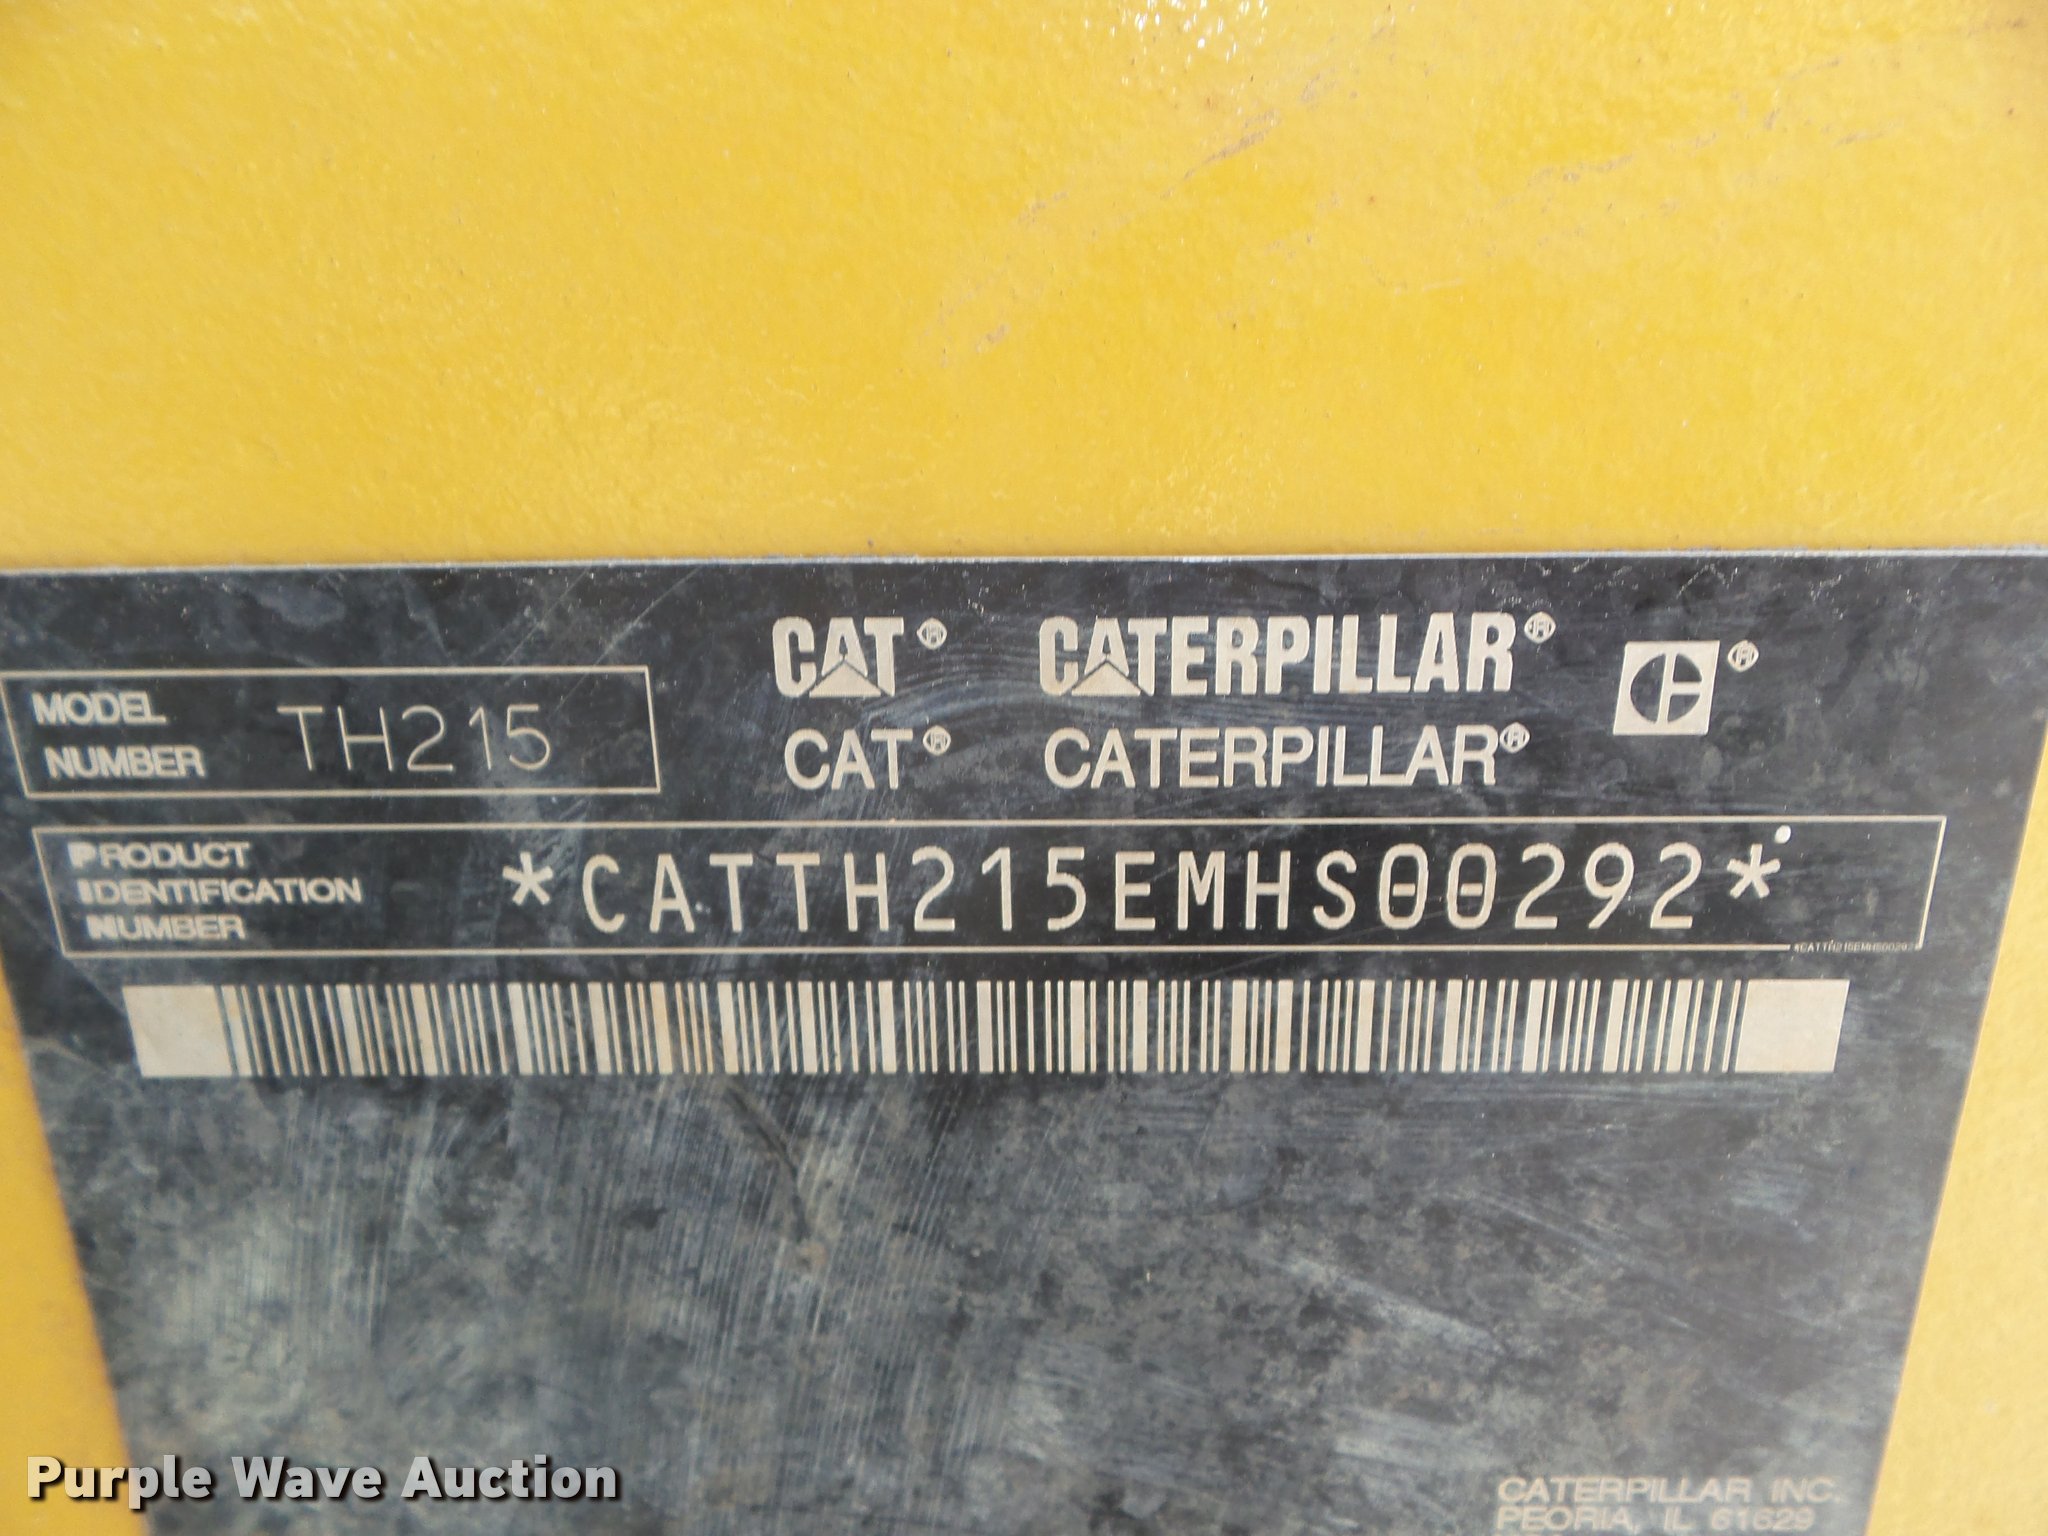 CAT® CATERPILLAR® ®
MODEL
NUMBER TH215
CAT® CATERPILLAR®
PRODUCT
IDENTIFICATION
NUMBER *CATTH215EMHS00292*
CATERPILLAR INC.
PEORIA, IL 61629
Purple Wave Auction